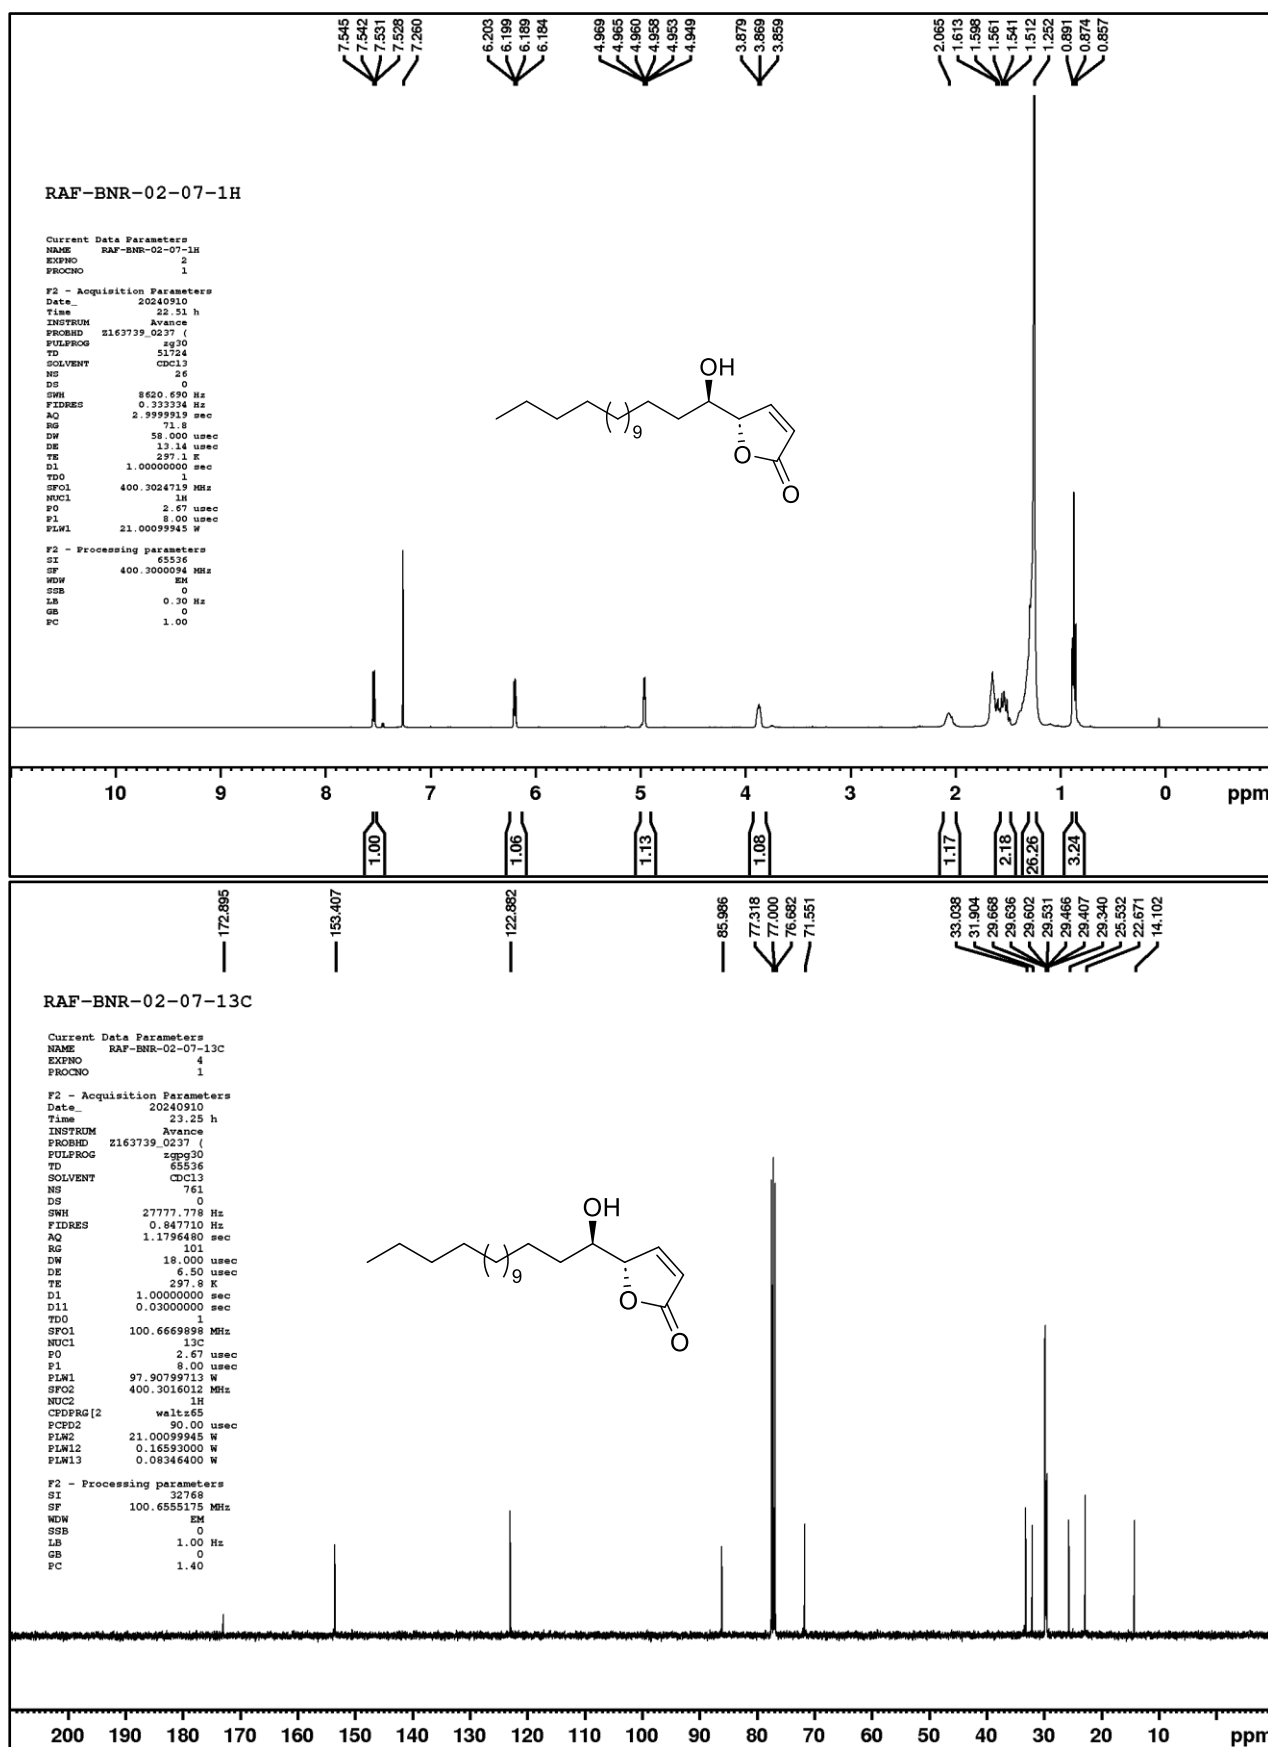 7.545
7.542
7.531
7.528
7.260
6.203
6.199
6.189
6.184
4.969
4.965
4.960
4.958
4.953
4.949
3.879
3.869
3.859
2.065
1.613
1.598
1.561
1.541
1.512
1.252
0.891
0.874
0.857
RAF-BNR-02-07-1H
Current Data Parameters
NAME RAF-BNR-02-07-1H
EXPNO 2
PROCNO 1
F2 - Acquisition Parameters
Date_ 20240910
Time 22.51 h
INSTRUM Avance
PROBHD Z163739_0237 (
PULPROG zg30
TD 51724
SOLVENT CDCl3
NS 26
DS 0
SWH 8620.690 Hz
FIDRES 0.333334 Hz
AQ 2.9999919 sec
RG 71.8
DW 58.000 usec
DE 13.14 usec
TE 297.1 K
D1 1.00000000 sec
TD0 1
SFO1 400.3024719 MHz
NUC1 1H
P0 2.67 usec
P1 8.00 usec
PLW1 21.00099945 W
F2 - Processing parameters
SI 65536
SF 400.3000094 MHz
WDW EM
SSB 0
LB 0.30 Hz
GB 0
PC 1.00
OH
9
O
O
10 9 8 7 6 5 4 3 2 1 0 ppm
1.00
1.06
1.13
1.08
1.17
2.18
26.26
3.24
172.895
153.407
122.882
85.986
77.318
77.000
76.682
71.551
33.038
31.904
29.668
29.636
29.602
29.531
29.466
29.407
29.340
25.532
22.671
14.102
RAF-BNR-02-07-13C
Current Data Parameters
NAME RAF-BNR-02-07-13C
EXPNO 4
PROCNO 1
F2 - Acquisition Parameters
Date_ 20240910
Time 23.25 h
INSTRUM Avance
PROBHD Z163739_0237 (
PULPROG zgpg30
TD 65536
SOLVENT CDCl3
NS 761
DS 0
SWH 27777.778 Hz
FIDRES 0.847710 Hz
AQ 1.1796480 sec
RG 101
DW 18.000 usec
DE 6.50 usec
TE 297.8 K
D1 1.00000000 sec
D11 0.03000000 sec
TD0 1
SFO1 100.6669898 MHz
NUC1 13C
P0 2.67 usec
P1 8.00 usec
PLW1 97.90799713 W
SFO2 400.3016012 MHz
NUC2 1H
CPDPRG[2 waltz65
PCPD2 90.00 usec
PLW2 21.00099945 W
PLW12 0.16593000 W
PLW13 0.08346400 W
F2 - Processing parameters
SI 32768
SF 100.6555175 MHz
WDW EM
SSB 0
LB 1.00 Hz
GB 0
PC 1.40
OH
9
O
O
200 190 180 170 160 150 140 130 120 110 100 90 80 70 60 50 40 30 20 10 ppm